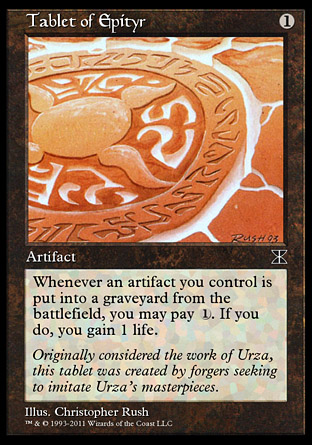 Tablet of Epityr 1
RUSH 93
Artifact
Whenever an artifact you control is
put into a graveyard from the
battlefield, you may pay 1. If you
do, you gain 1 life.
Originally considered the work of Urza,
this tablet was created by forgers seeking
to imitate Urza's masterpieces.
Illus. Christopher Rush
™ & © 1993-2011 Wizards of the Coast LLC